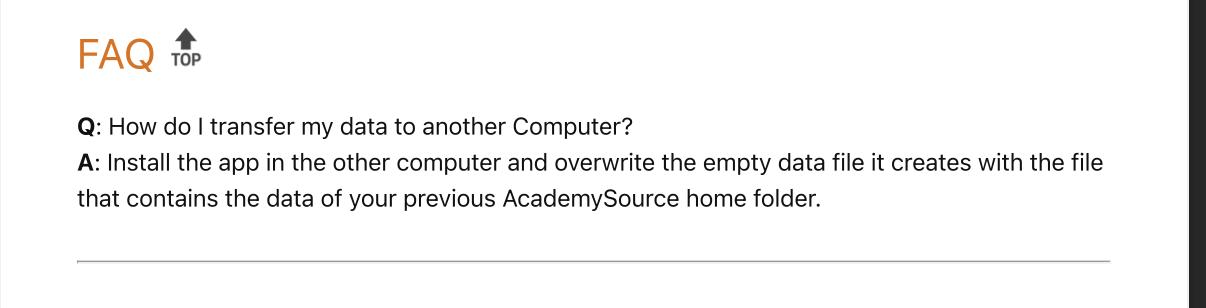 FAQ TOP
Q: How do I transfer my data to another Computer?
A: Install the app in the other computer and overwrite the empty data file it creates with the file
that contains the data of your previous AcademySource home folder.